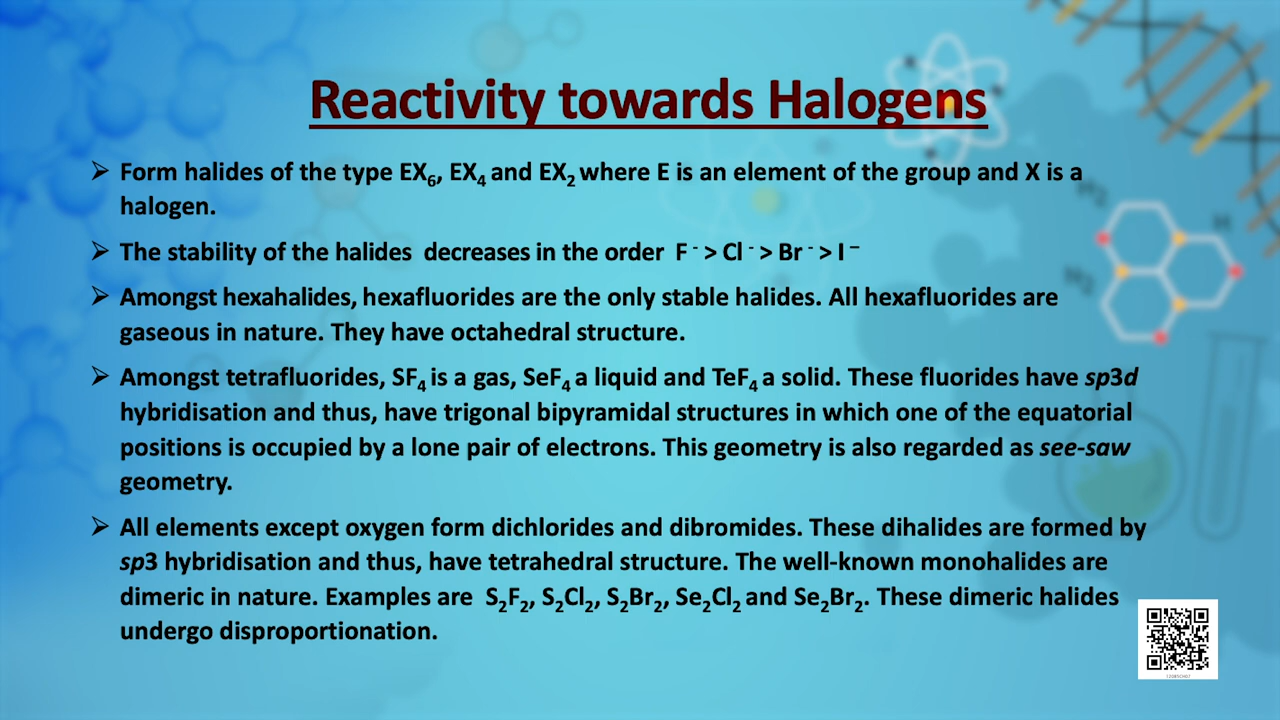 Reactivity towards Halogens
➢ Form halides of the type EX₆, EX₄ and EX₂ where E is an element of the group and X is a
halogen.
➢ The stability of the halides decreases in the order F⁻ > Cl⁻ > Br⁻ > I⁻
➢ Amongst hexahalides, hexafluorides are the only stable halides. All hexafluorides are
gaseous in nature. They have octahedral structure.
➢ Amongst tetrafluorides, SF₄ is a gas, SeF₄ a liquid and TeF₄ a solid. These fluorides have sp3d
hybridisation and thus, have trigonal bipyramidal structures in which one of the equatorial
positions is occupied by a lone pair of electrons. This geometry is also regarded as see-saw
geometry.
➢ All elements except oxygen form dichlorides and dibromides. These dihalides are formed by
sp3 hybridisation and thus, have tetrahedral structure. The well-known monohalides are
dimeric in nature. Examples are S₂F₂, S₂Cl₂, S₂Br₂, Se₂Cl₂ and Se₂Br₂. These dimeric halides
undergo disproportionation.